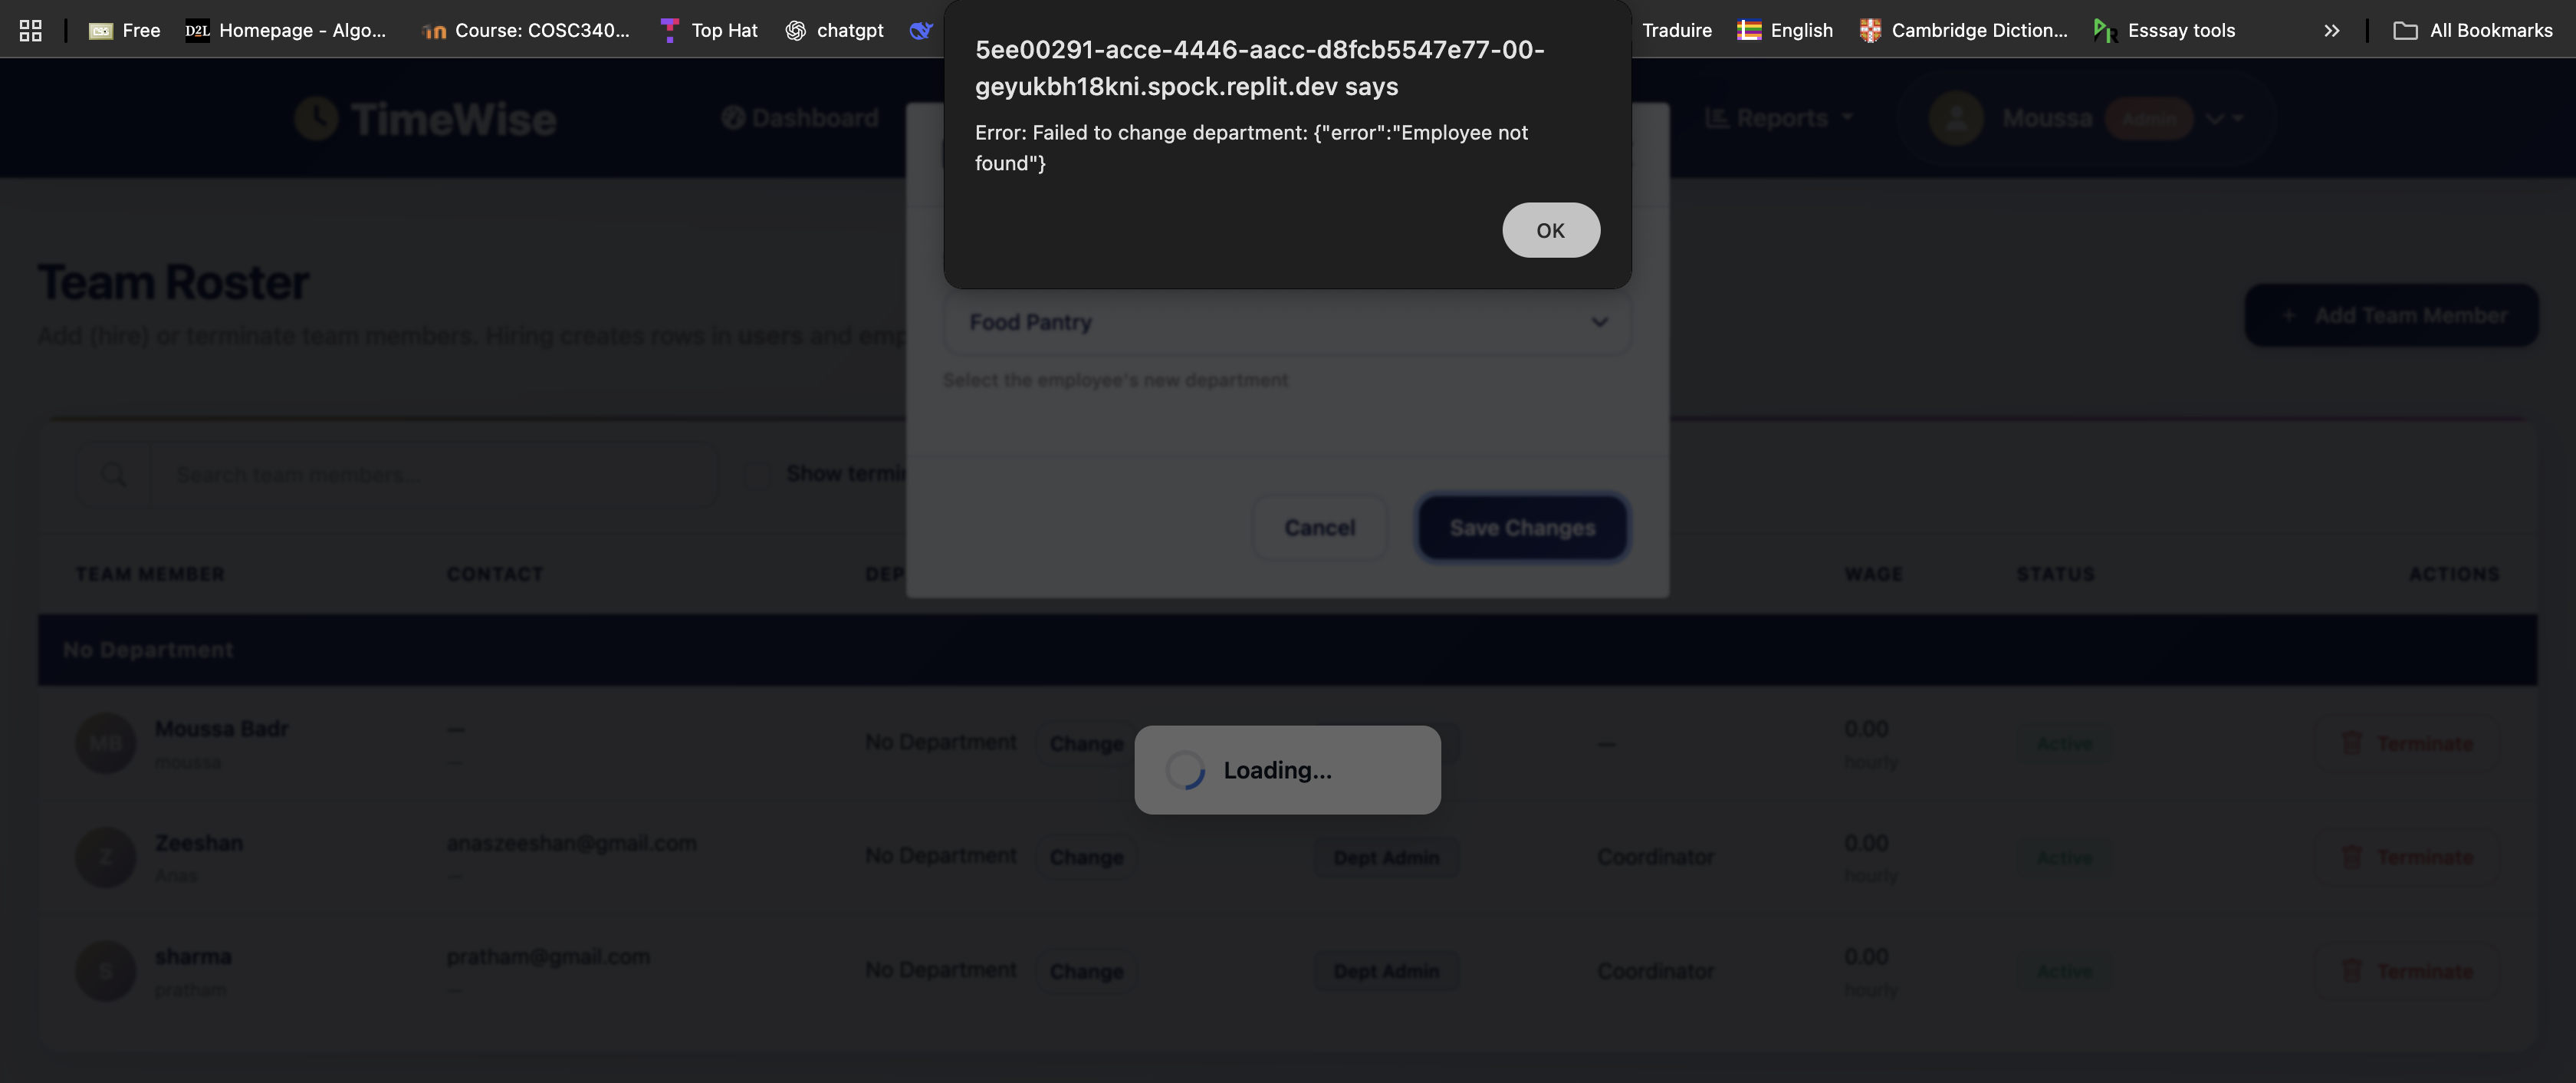 Free
D2L Homepage - Algo...
Course: COSC340...
Top Hat
chatgpt
Traduire
English
Cambridge Diction...
Esssay tools
All Bookmarks
5ee00291-acce-4446-aacc-d8fcb5547e77-00-
geyukbh18kni.spock.replit.dev says
Error: Failed to change department: {"error":"Employee not
found"}
OK
TimeWise
Dashboard
Reports
Moussa
Admin
Team Roster
Add (hire) or terminate team members. Hiring creates rows in users and emp
+ Add Team Member
Food Pantry
Select the employee's new department
Cancel
Save Changes
Search team members...
Show termin
TEAM MEMBER
CONTACT
DEP
WAGE
STATUS
ACTIONS
No Department
MB
Moussa Badr
moussa
—
—
No Department
Change
—
0.00
hourly
Active
Terminate
Loading...
Z
Zeeshan
Anas
anaszeeshan@gmail.com
—
No Department
Change
Dept Admin
Coordinator
0.00
hourly
Active
Terminate
S
sharma
pratham
pratham@gmail.com
—
No Department
Change
Dept Admin
Coordinator
0.00
hourly
Active
Terminate